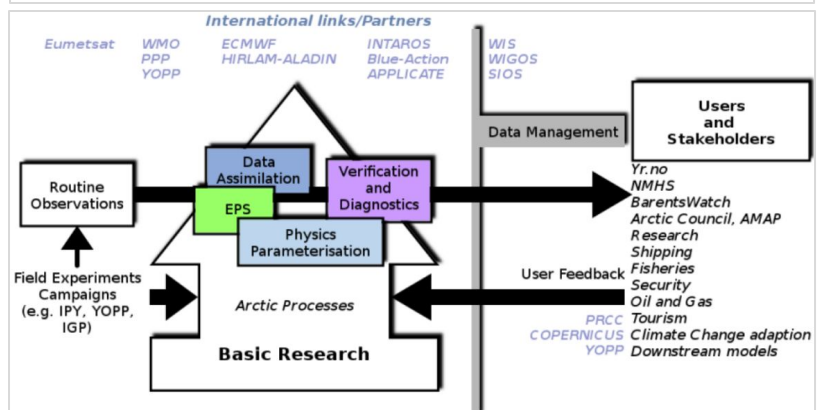 International links/Partners
Eumetsat
WMO
PPP
YOPP
ECMWF
HIRLAM-ALADIN
INTAROS
Blue-Action
APPLICATE
WIS
WIGOS
SIOS
Data Management
Users
and
Stakeholders
Routine
Observations
Data
Assimilation
EPS
Verification
and
Diagnostics
Physics
Parameterisation
Field Experiments
Campaigns
(e.g. IPY, YOPP,
IGP)
Arctic Processes
Basic Research
User Feedback
PRCC
COPERNICUS
YOPP
Yr.no
NMHS
BarentsWatch
Arctic Council, AMAP
Research
Shipping
Fisheries
Security
Oil and Gas
Tourism
Climate Change adaption
Downstream models